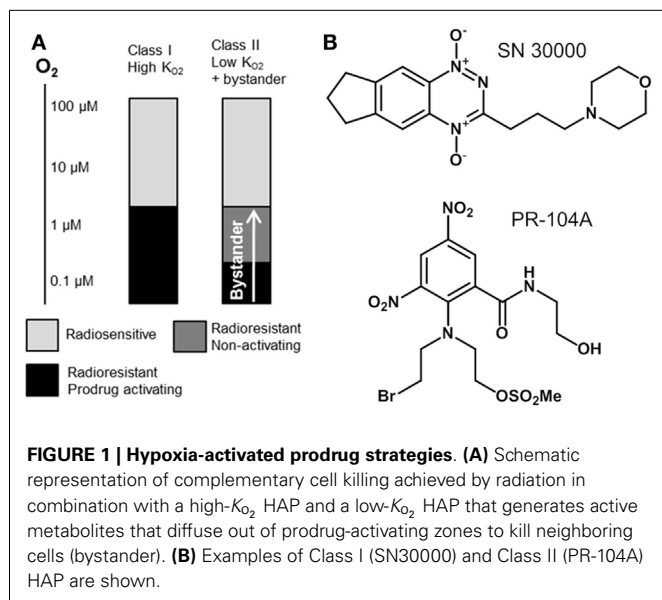 A
O₂
Class I
High K_O2
Class II
Low K_O2
+ bystander
100 µM
10 µM
1 µM
0.1 µM
Bystander
Radiosensitive
Radioresistant
Non-activating
Radioresistant
Prodrug activating
B
SN 30000
O-
N+
N
N+
O-
N
O
PR-104A
NO₂
O₂N
H
N
O
OH
N
Br
OSO₂Me
FIGURE 1 | Hypoxia-activated prodrug strategies. (A) Schematic
representation of complementary cell killing achieved by radiation in
combination with a high-K_O2 HAP and a low-K_O2 HAP that generates active
metabolites that diffuse out of prodrug-activating zones to kill neighboring
cells (bystander). (B) Examples of Class I (SN30000) and Class II (PR-104A)
HAP are shown.